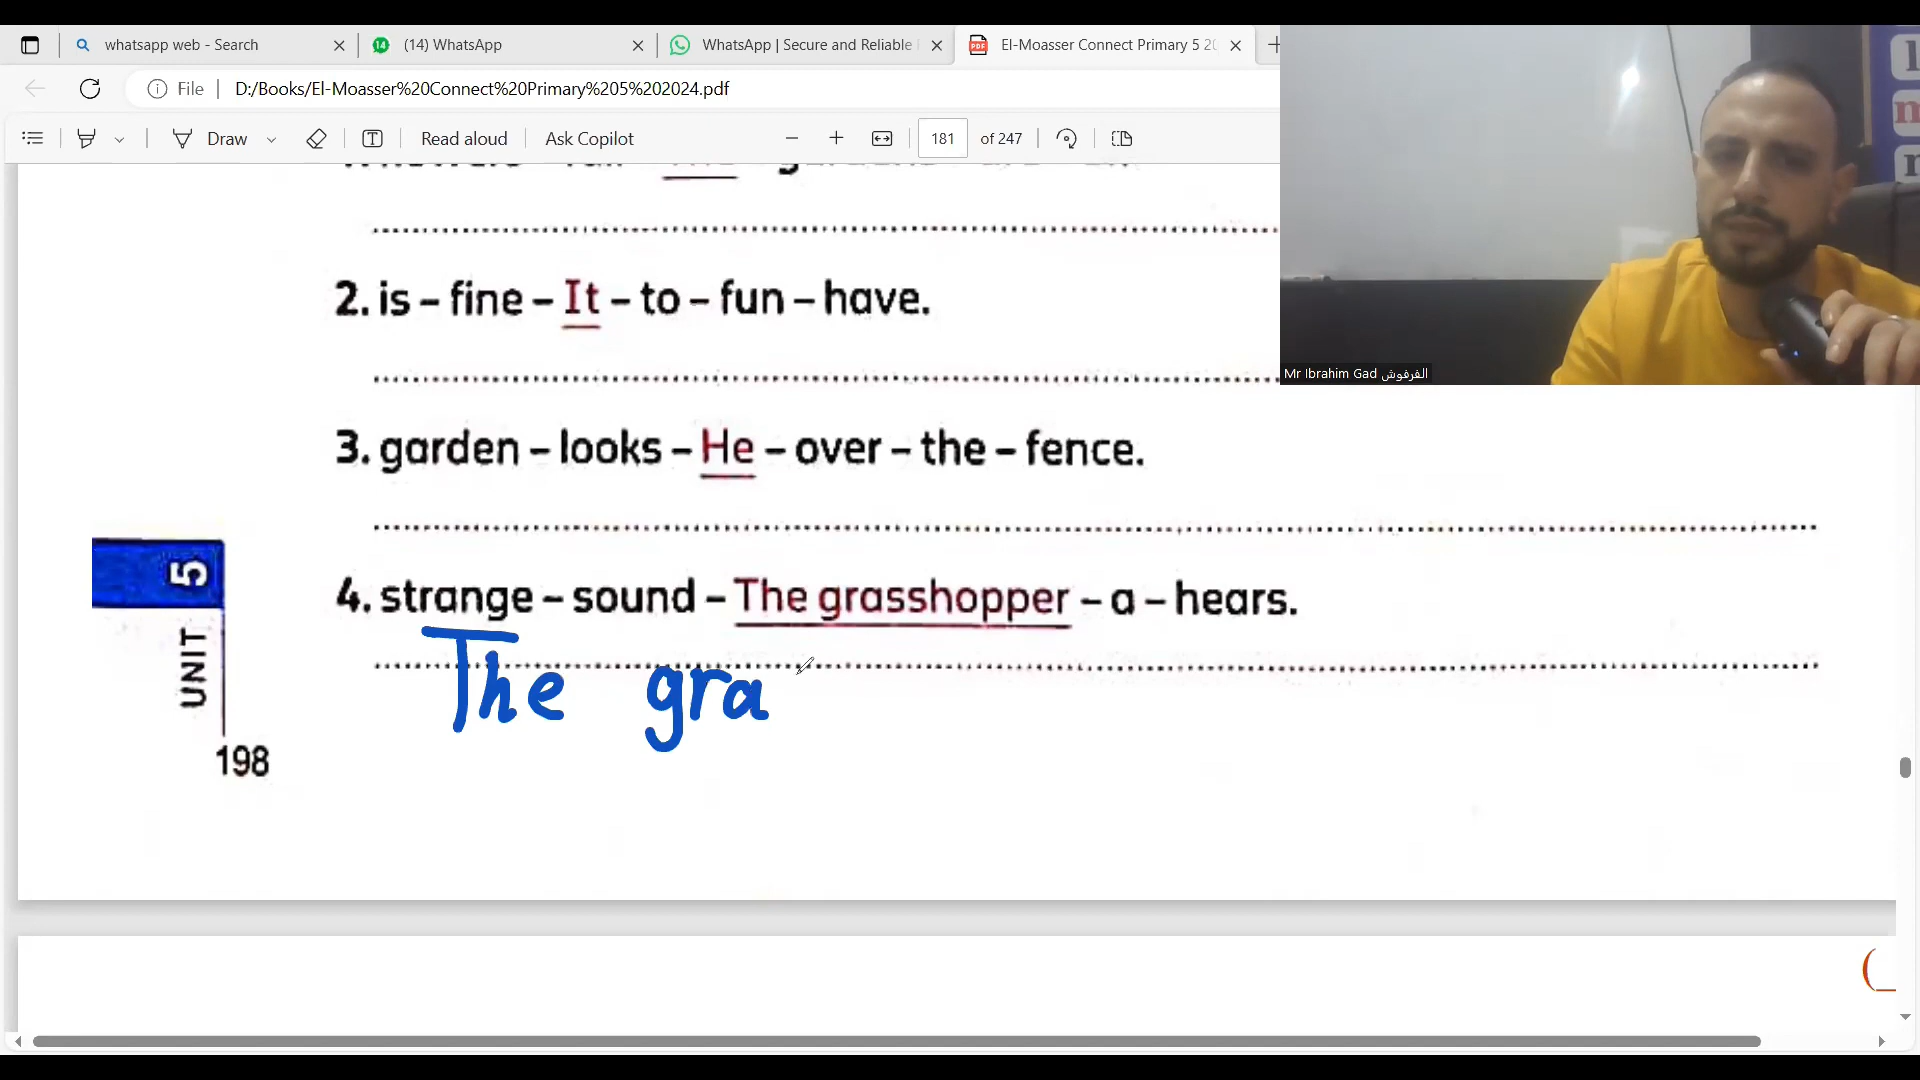 whatsapp web - Search
(14) WhatsApp
WhatsApp | Secure and Reliable
El-Moasser Connect Primary 5 20
File
D:/Books/El-Moasser%20Connect%20Primary%205%202024.pdf
Draw
Read aloud
Ask Copilot
181 of 247
2. is – fine – It – to – fun – have.
Mr Ibrahim Gad الفرفوش
3. garden – looks – He – over – the – fence.
4. strange – sound – The grasshopper – a – hears.
The gra
UNIT 5
198